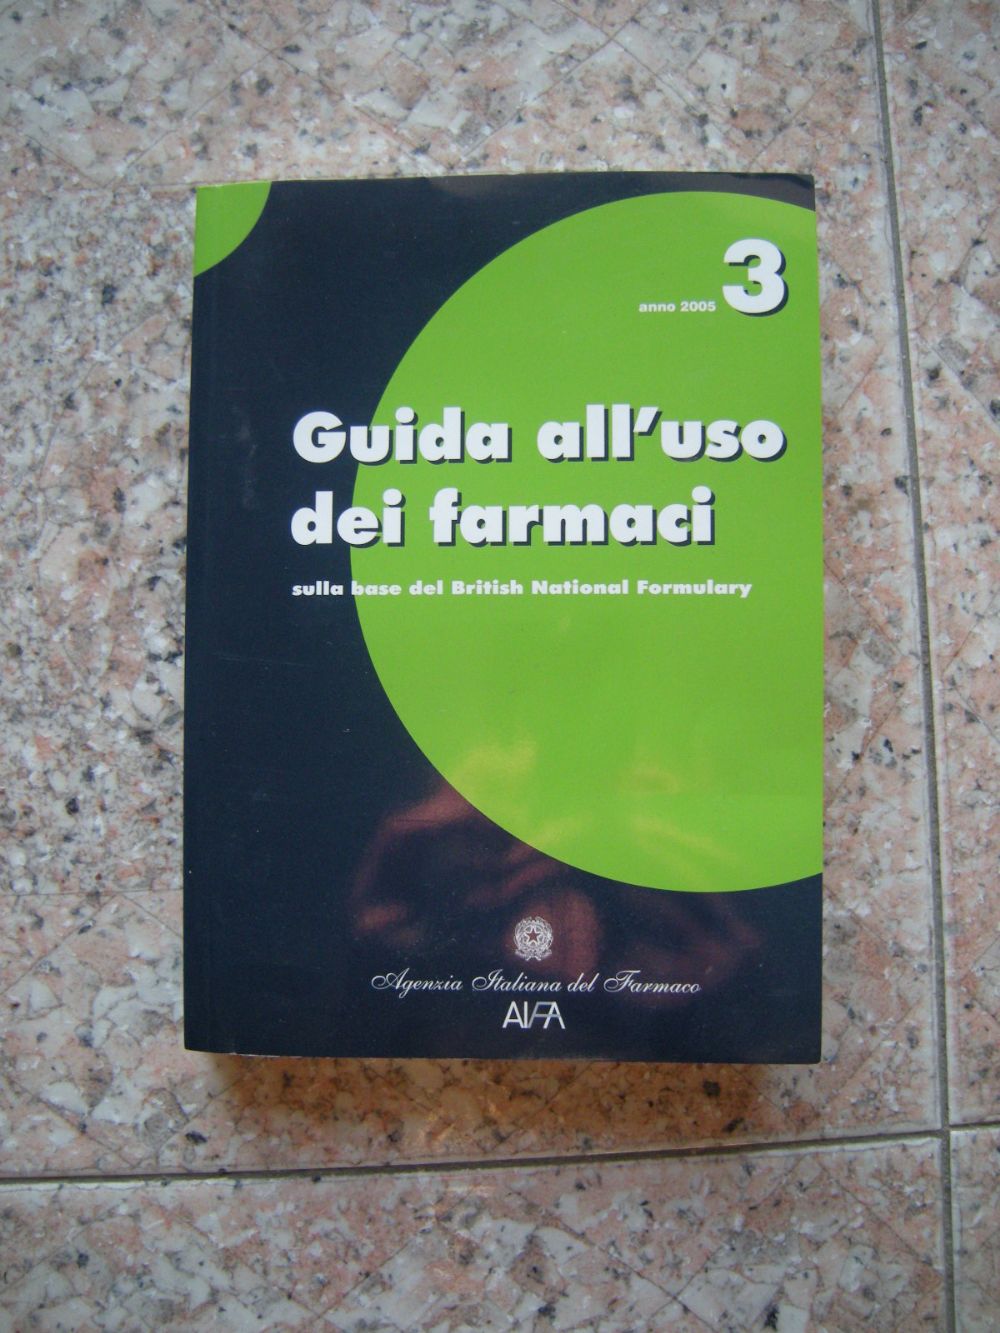 anno 2005 3
Guida all'uso
dei farmaci
sulla base del British National Formulary
Agenzia Italiana del Farmaco
AIFA